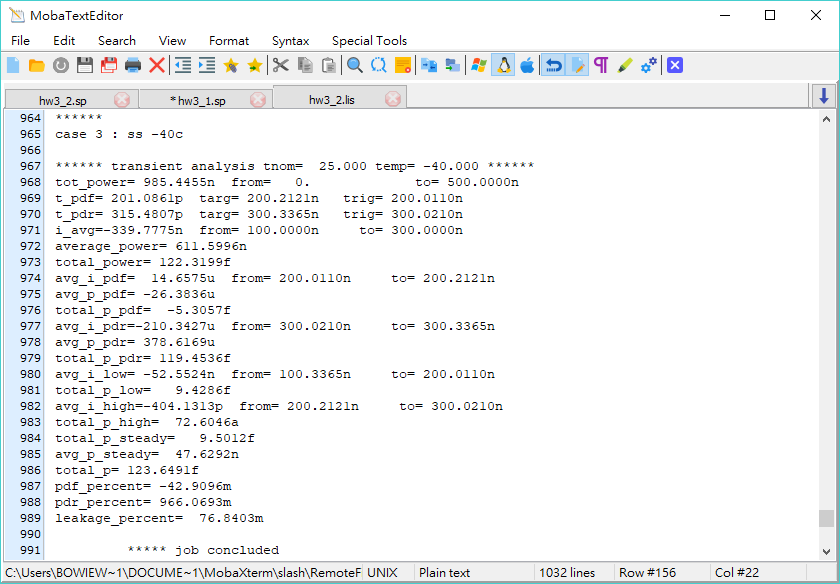 MobaTextEditor
File Edit Search View Format Syntax Special Tools
hw3_2.sp *hw3_1.sp hw3_2.lis
964 ******
965 case 3 : ss -40c
966
967 ****** transient analysis tnom= 25.000 temp= -40.000 ******
968 tot_power= 985.4455n from= 0. to= 500.0000n
969 t_pdf= 201.0861p targ= 200.2121n trig= 200.0110n
970 t_pdr= 315.4807p targ= 300.3365n trig= 300.0210n
971 i_avg=-339.7775n from= 100.0000n to= 300.0000n
972 average_power= 611.5996n
973 total_power= 122.3199f
974 avg_i_pdf= 14.6575u from= 200.0110n to= 200.2121n
975 avg_p_pdf= -26.3836u
976 total_p_pdf= -5.3057f
977 avg_i_pdr=-210.3427u from= 300.0210n to= 300.3365n
978 avg_p_pdr= 378.6169u
979 total_p_pdr= 119.4536f
980 avg_i_low= -52.5524n from= 100.3365n to= 200.0110n
981 total_p_low= 9.4286f
982 avg_i_high=-404.1313p from= 200.2121n to= 300.0210n
983 total_p_high= 72.6046a
984 total_p_steady= 9.5012f
985 avg_p_steady= 47.6292n
986 total_p= 123.6491f
987 pdf_percent= -42.9096m
988 pdr_percent= 966.0693m
989 leakage_percent= 76.8403m
990
991 ***** job concluded
C:\Users\BOWIEW~1\DOCUME~1\MobaXterm\slash\RemoteF UNIX Plain text 1032 lines Row #156 Col #22